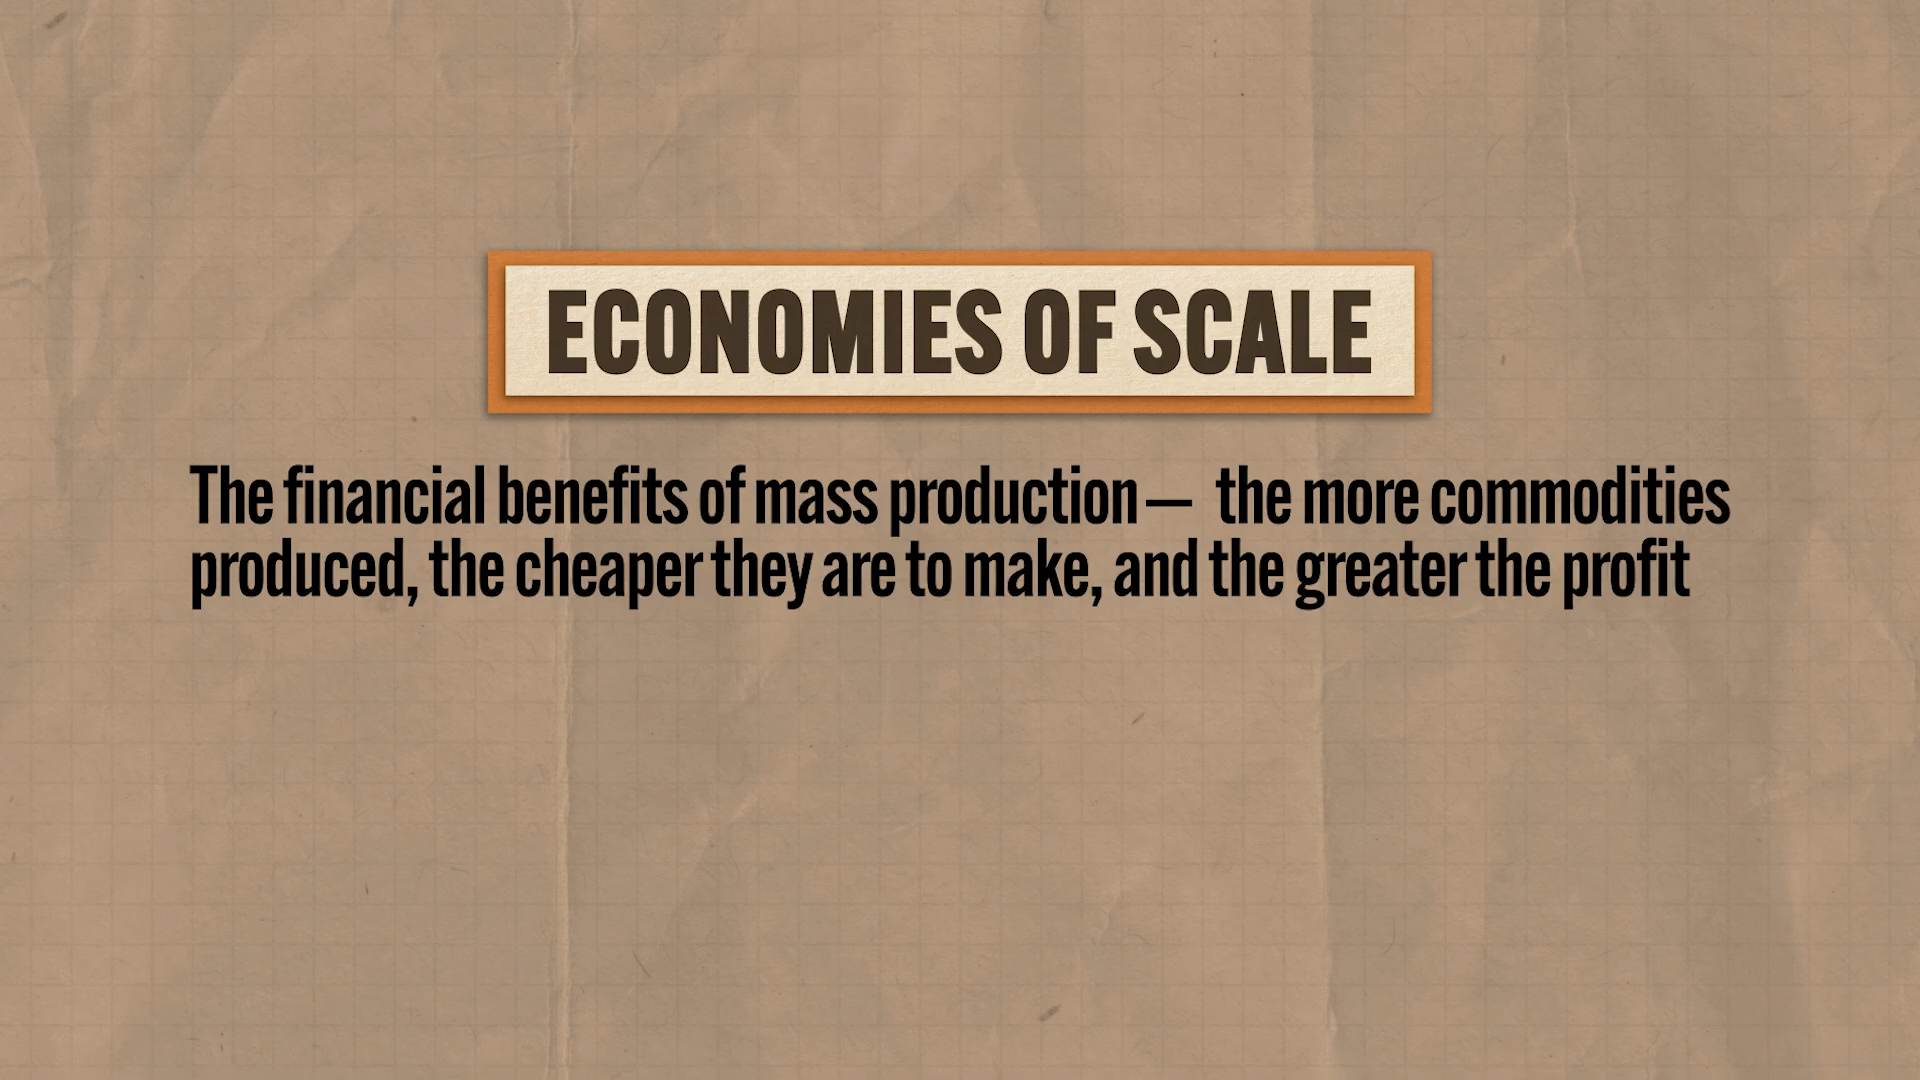 ECONOMIES OF SCALE
The financial benefits of mass production— the more commodities
produced, the cheaper they are to make, and the greater the profit